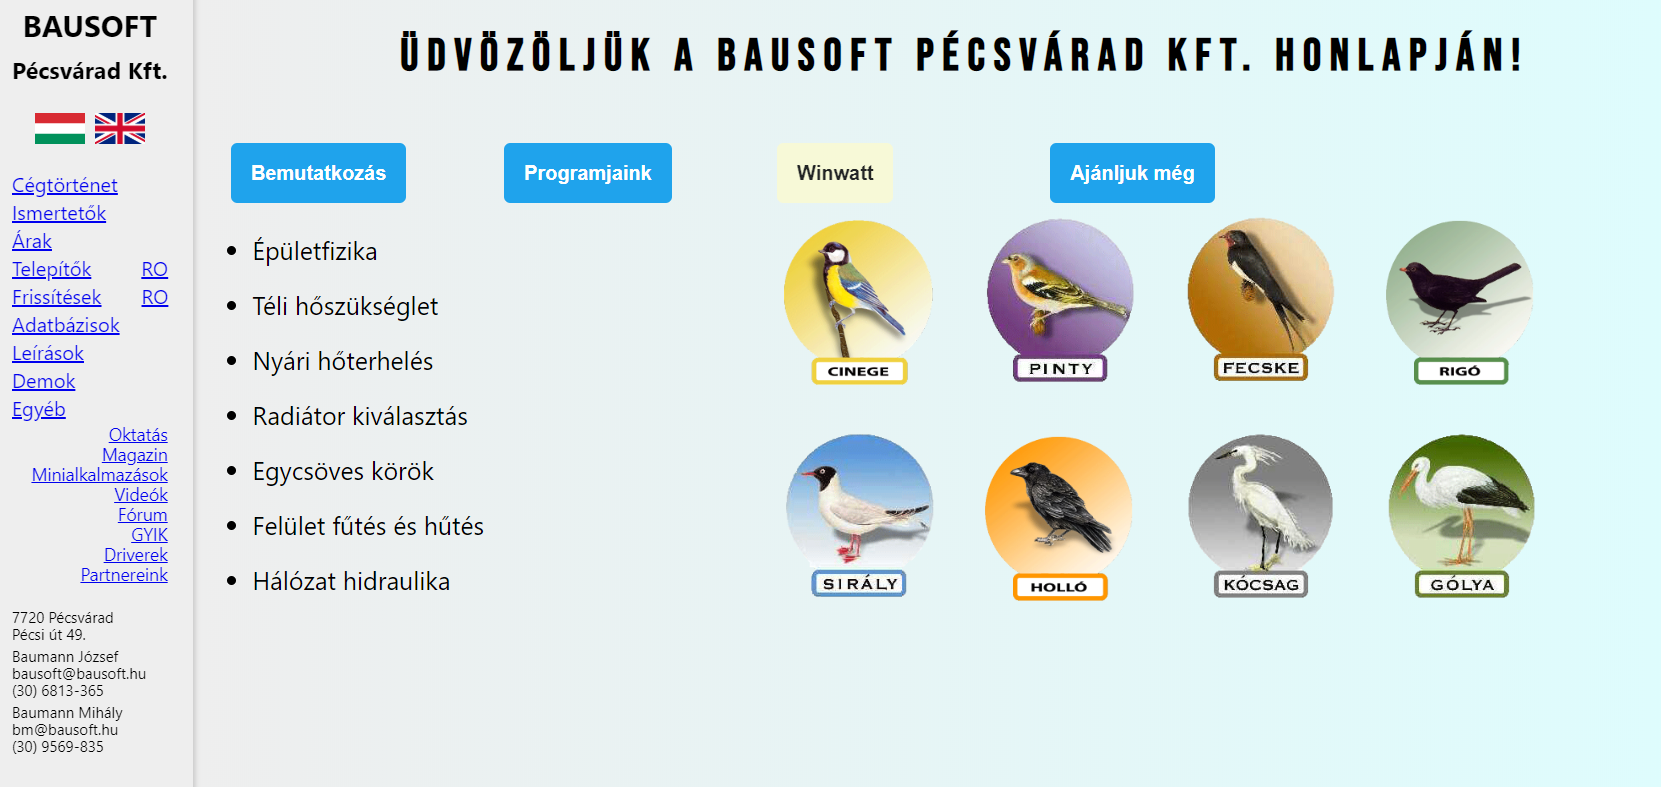 BAUSOFT
Pécsvárad Kft.
Cégtörténet
Ismertetők
Árak
Telepítők RO
Frissítések RO
Adatbázisok
Leírások
Demok
Egyéb
Oktatás
Magazin
Minialkalmazások
Videók
Fórum
GYIK
Driverek
Partnereink
7720 Pécsvárad
Pécsi út 49.
Baumann József
bausoft@bausoft.hu
(30) 6813-365
Baumann Mihály
bm@bausoft.hu
(30) 9569-835
ÜDVÖZÖLJÜK A BAUSOFT PÉCSVÁRAD KFT. HONLAPJÁN!
Bemutatkozás Programjaink Winwatt Ajánljuk még
Épületfizika
Téli hőszükséglet
Nyári hőterhelés
Radiátor kiválasztás
Egycsöves körök
Felület fűtés és hűtés
Hálózat hidraulika
CINEGE PINTY FECSKE RIGÓ
SIRÁLY HOLLÓ KÓCSAG GÓLYA